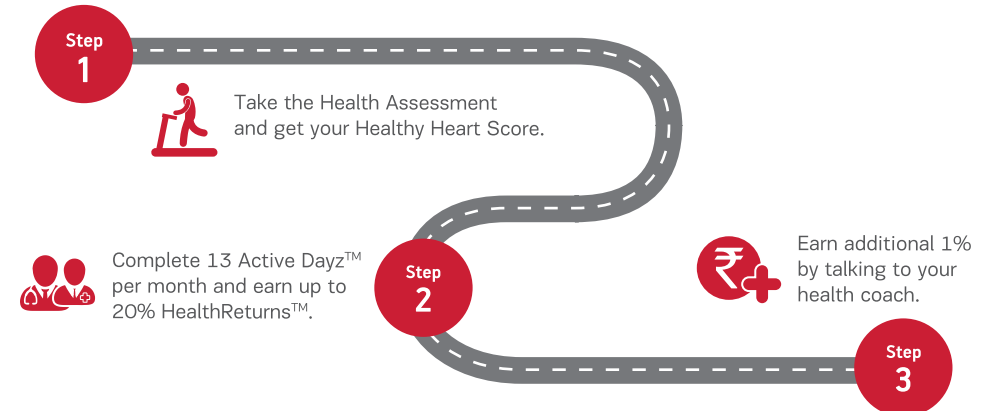 Step
1
Take the Health Assessment
and get your Healthy Heart Score.
Complete 13 Active Dayz™
per month and earn up to
20% HealthReturns™.
Step
2
₹
Earn additional 1%
by talking to your
health coach.
Step
3